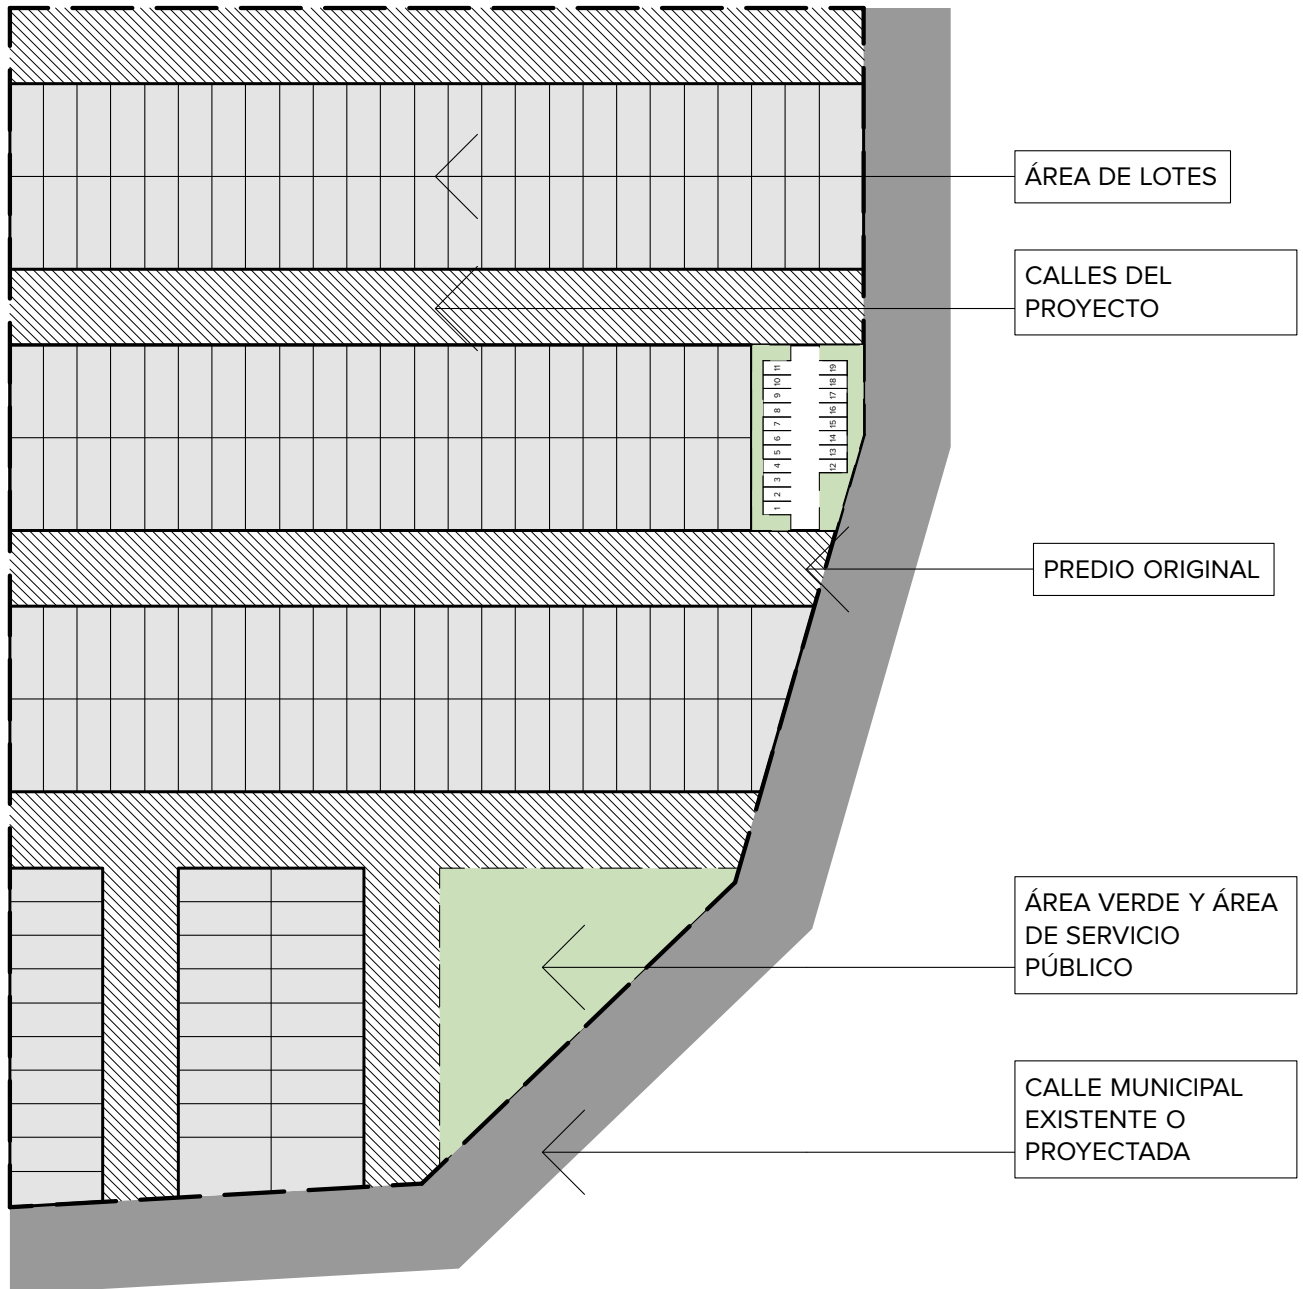 ÁREA DE LOTES
CALLES DEL
PROYECTO
11 19
10 18
9 17
8 16
7 15
6 14
5 13
4 12
3
2
1
PREDIO ORIGINAL
ÁREA VERDE Y ÁREA
DE SERVICIO
PÚBLICO
CALLE MUNICIPAL
EXISTENTE O
PROYECTADA